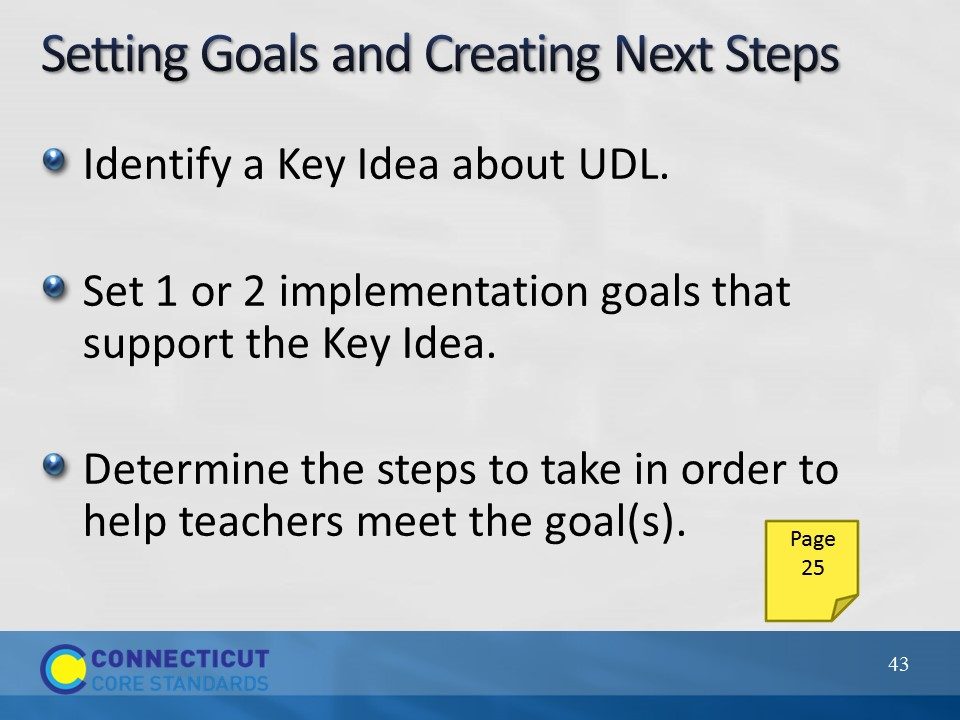 Setting Goals and Creating Next Steps
Identify a Key Idea about UDL.
Set 1 or 2 implementation goals that
support the Key Idea.
Determine the steps to take in order to
help teachers meet the goal(s).
Page
25
CONNECTICUT
CORE STANDARDS
43